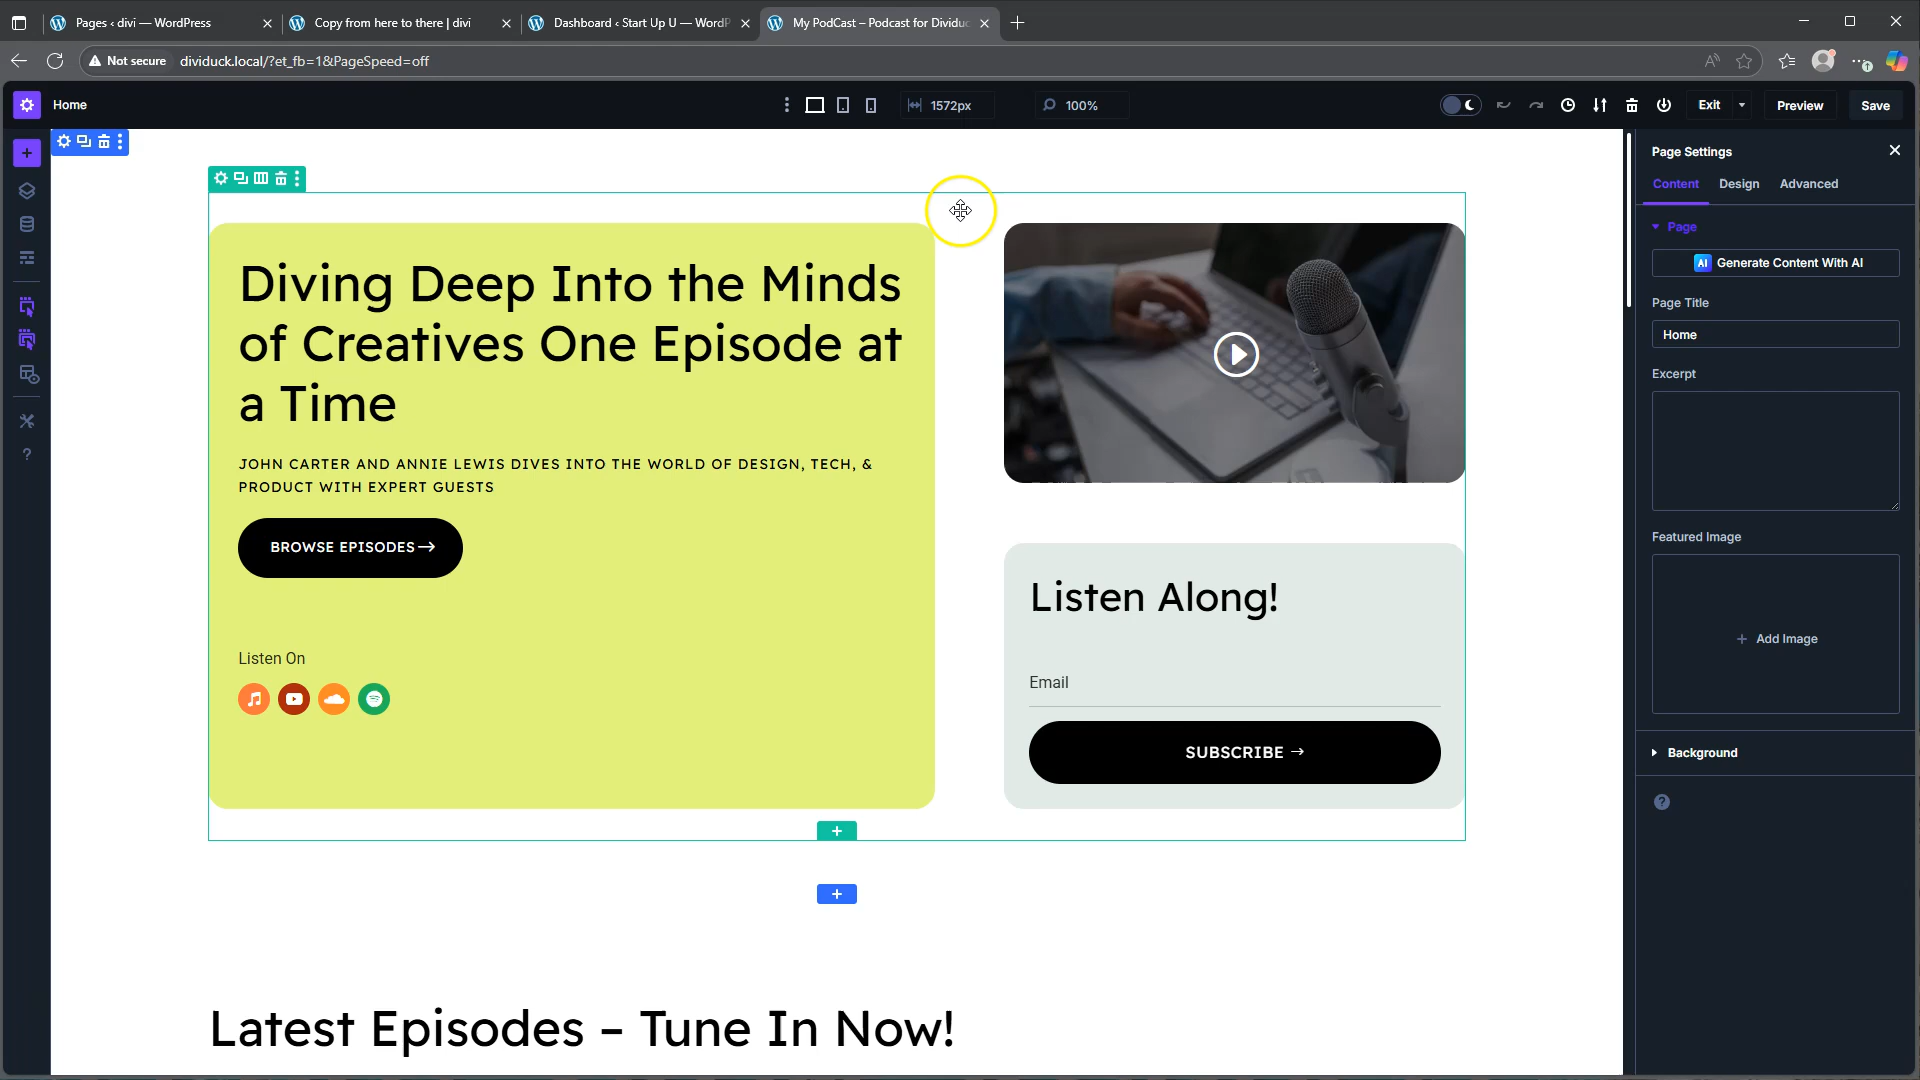 Pages ‹ divi — WordPress
Copy from here to there | divi
Dashboard ‹ Start Up U — WordP
My PodCast – Podcast for Dividuc
Not secure
dividuck.local/?et_fb=1&PageSpeed=off
Home
1572px
100%
Exit
Preview
Save
Page Settings
Content
Design
Advanced
Page
AI Generate Content With AI
Page Title
Home
Excerpt
Featured Image
+ Add Image
Background
Diving Deep Into the Minds
of Creatives One Episode at
a Time
JOHN CARTER AND ANNIE LEWIS DIVES INTO THE WORLD OF DESIGN, TECH, &
PRODUCT WITH EXPERT GUESTS
BROWSE EPISODES→
Listen On
Listen Along!
Email
SUBSCRIBE →
Latest Episodes – Tune In Now!